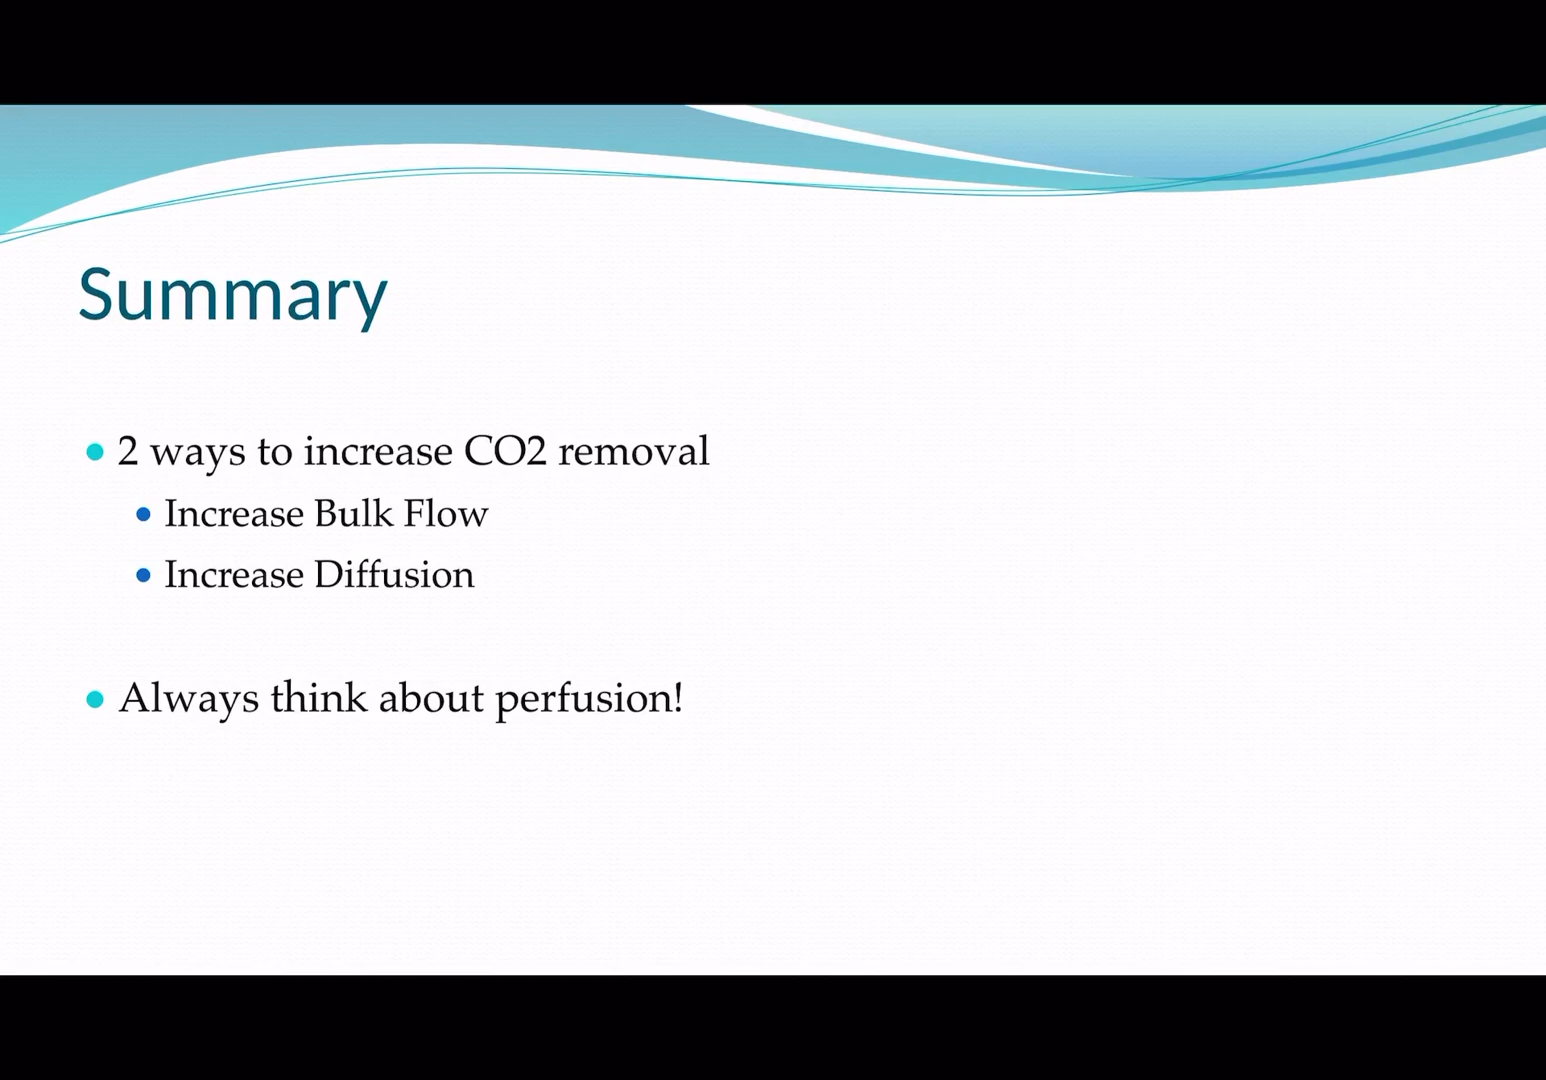 Summary
2 ways to increase CO2 removal
Increase Bulk Flow
Increase Diffusion
Always think about perfusion!